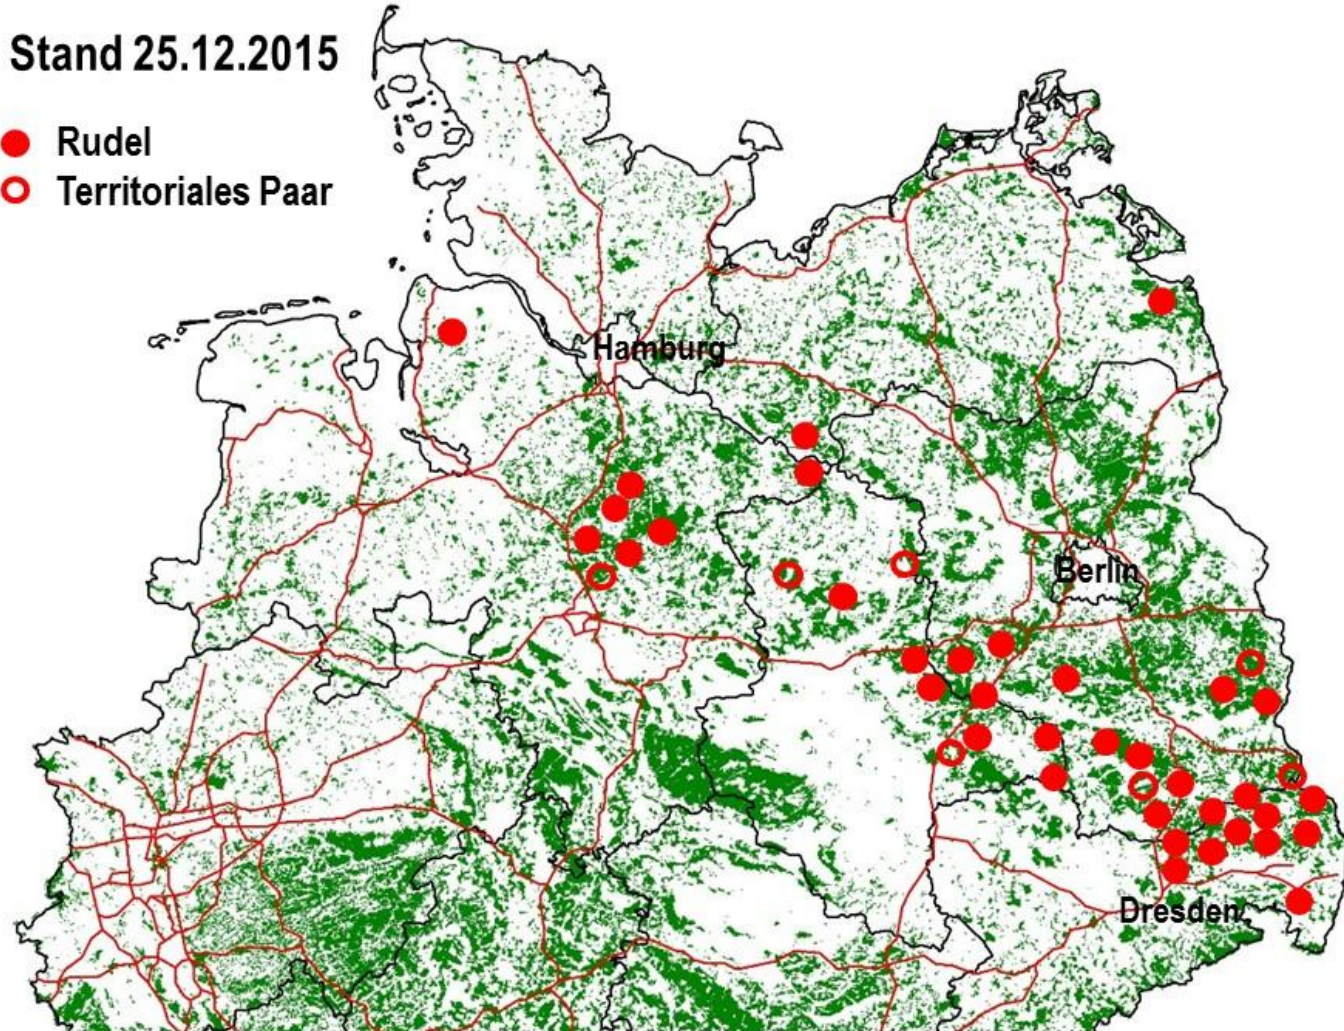 Stand 25.12.2015
Rudel
Territoriales Paar
Hamburg
Berlin
Dresden